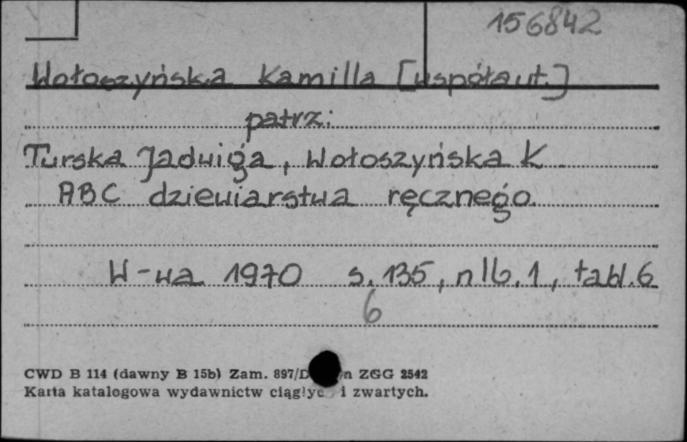 156842
Wołoszyńska Kamilla [współaut.]
patrz:
Turska Jadwiga, Wołoszyńska K.
ABC dziewiarstwa ręcznego.
W-wa 1970 s. 135, nlb. 1, tabl. 6
6
CWD B 114 (dawny B 15b) Zam. 897/D n ZGG 2542
Karta katalogowa wydawnictw ciągłyc i zwartych.